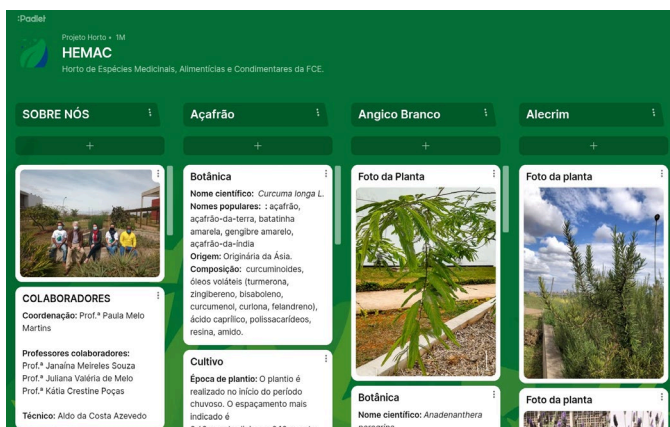 :Padlet
Projeto Horto • 1M
HEMAC
Horto de Espécies Medicinais, Alimentícias e Condimentares da FCE.
SOBRE NÓS
COLABORADORES
Coordenação: Prof.ª Paula Melo
Martins
Professores colaboradores:
Prof.ª Janaína Meireles Souza
Prof.ª Juliana Valéria de Melo
Prof.ª Kátia Crestine Poças
Técnico: Aldo da Costa Azevedo
Açafrão
Botânica
Nome científico: Curcuma longa L.
Nomes populares: : açafrão,
açafrão-da-terra, batatinha
amarela, gengibre amarelo,
açafrão-da-índia
Origem: Originária da Ásia.
Composição: curcuminoides,
óleos voláteis (turmerona,
zingibereno, bisaboleno,
curcumenol, curlona, felandreno),
ácido caprílico, polissacarídeos,
resina, amido.
Cultivo
Época de plantio: O plantio é
realizado no início do período
chuvoso. O espaçamento mais
indicado é
Angico Branco
Foto da Planta
Botânica
Nome científico: Anadenanthera
Alecrim
Foto da planta
Foto da planta